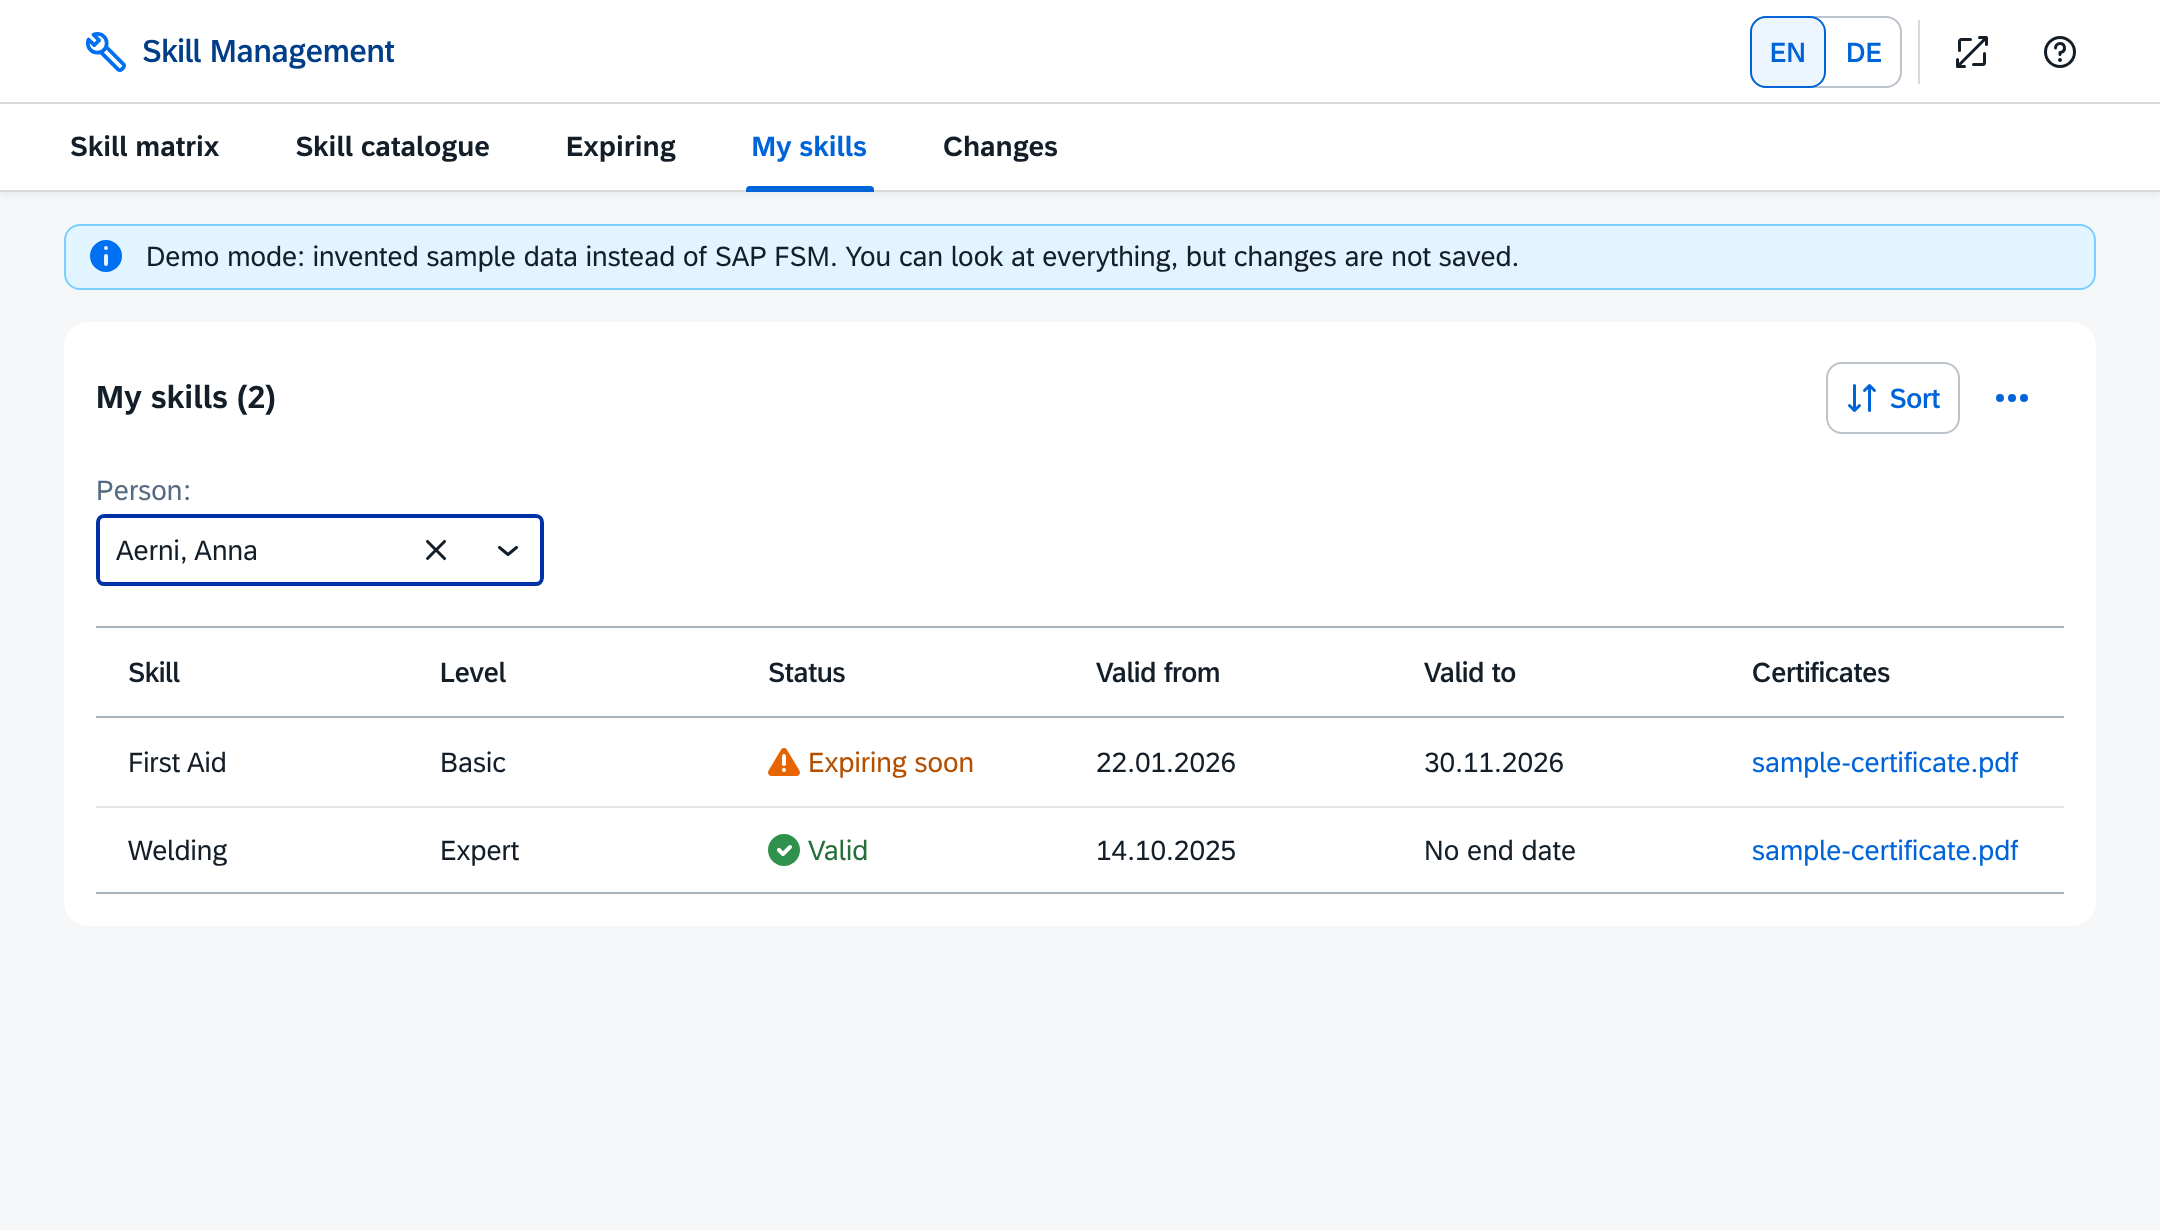 Skill Management
EN DE
Skill matrix Skill catalogue Expiring My skills Changes
Demo mode: invented sample data instead of SAP FSM. You can look at everything, but changes are not saved.
My skills (2)
Sort
Person:
Aerni, Anna
Skill Level Status Valid from Valid to Certificates
First Aid Basic Expiring soon 22.01.2026 30.11.2026 sample-certificate.pdf
Welding Expert Valid 14.10.2025 No end date sample-certificate.pdf